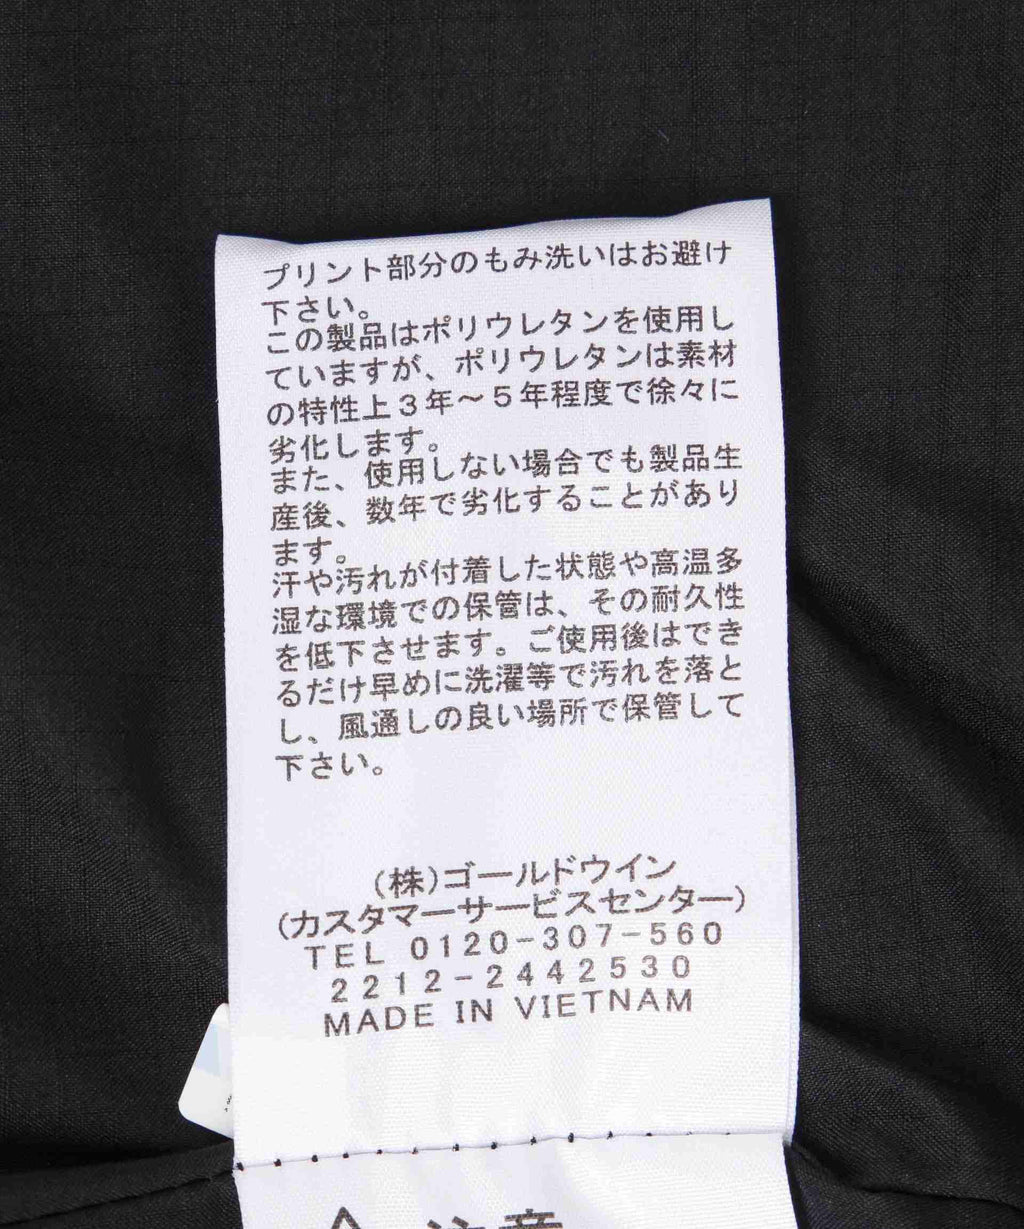 プリント部分のもみ洗いはお避け
下さい。
この製品はポリウレタンを使用し
ていますが、ポリウレタンは素材
の特性上3年～5年程度で徐々に
劣化します。
また、使用しない場合でも製品生
産後、数年で劣化することがあり
ます。
汗や汚れが付着した状態や高温多
湿な環境での保管は、その耐久性
を低下させます。ご使用後はでき
るだけ早めに洗濯等で汚れを落と
し、風通しの良い場所で保管して
下さい。
(株)ゴールドウイン
(カスタマーサービスセンター)
TEL 0120-307-560
2212-2442530
MADE IN VIETNAM
注意